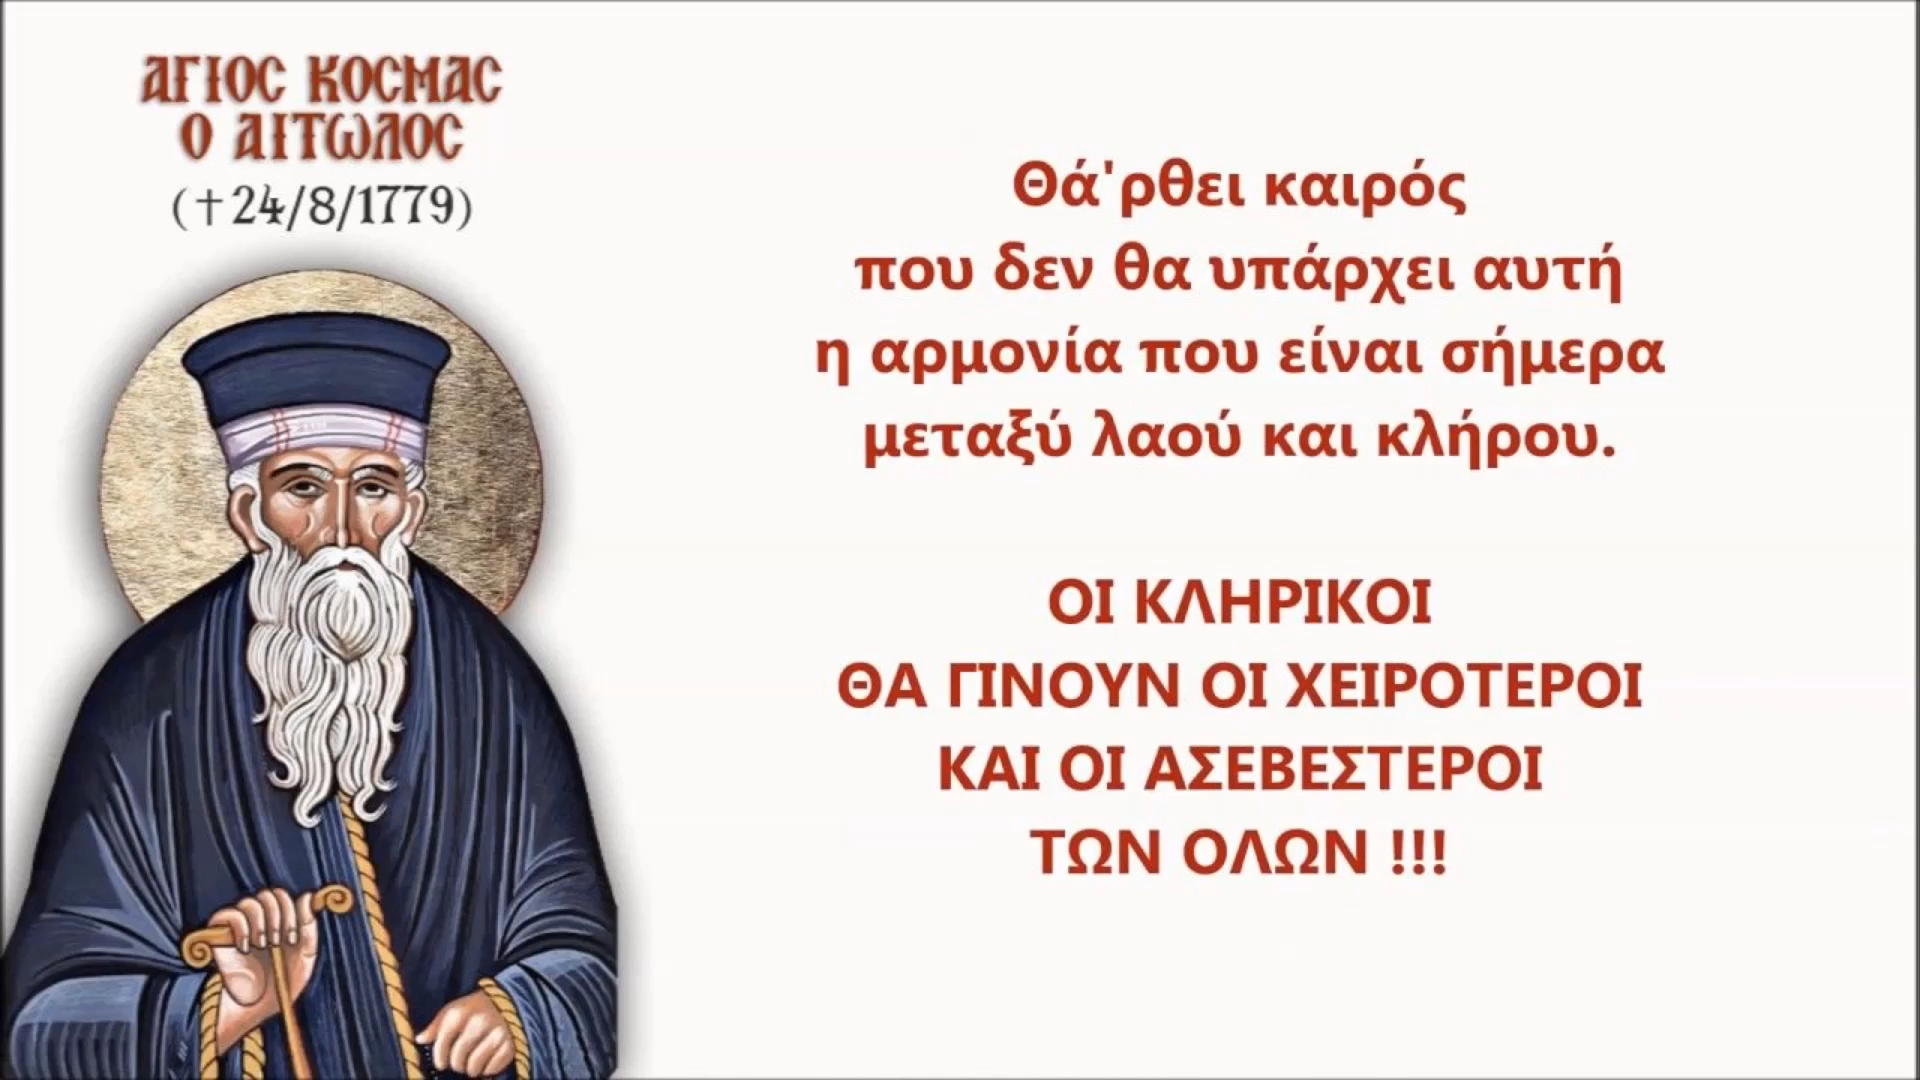 ΑΓΙΟΣ ΚΟΣΜΑΣ
Ο ΑΙΤΩΛΟΣ
(†24/8/1779)
Θά'ρθει καιρός
που δεν θα υπάρχει αυτή
η αρμονία που είναι σήμερα
μεταξύ λαού και κλήρου.
ΟΙ ΚΛΗΡΙΚΟΙ
ΘΑ ΓΙΝΟΥΝ ΟΙ ΧΕΙΡΟΤΕΡΟΙ
ΚΑΙ ΟΙ ΑΣΕΒΕΣΤΕΡΟΙ
ΤΩΝ ΟΛΩΝ !!!